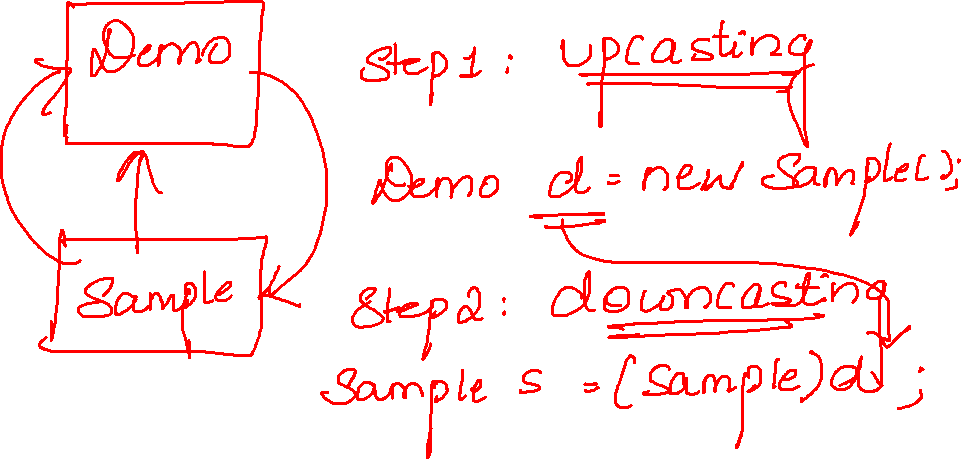 Demo
Sample
Step 1 : upcasting
Demo d = new Sample();
Step 2 : downcasting
Sample s = (Sample)d ;